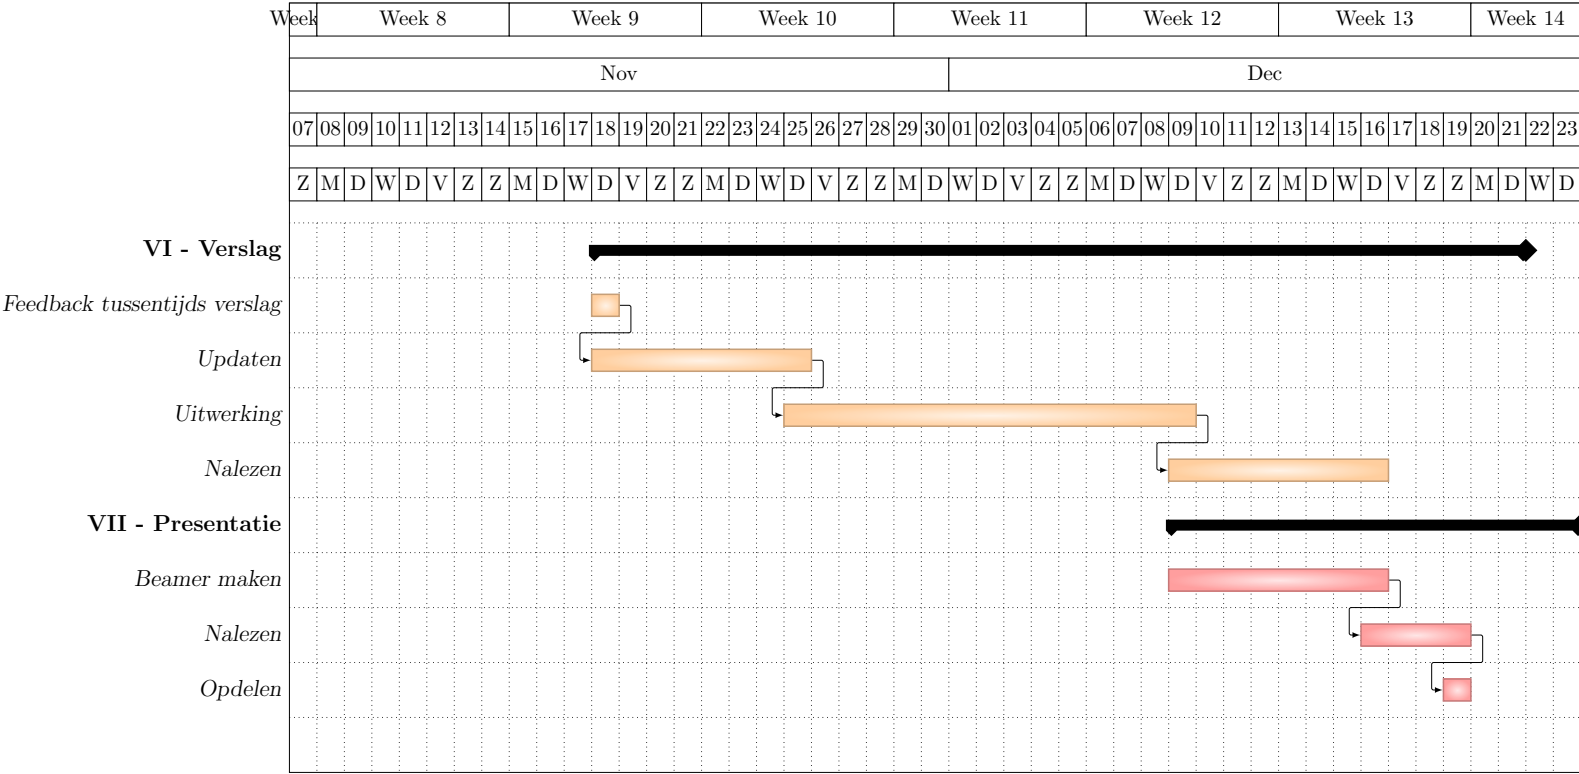 Week Week 8 Week 9 Week 10 Week 11 Week 12 Week 13 Week 14
Nov Dec
07 08 09 10 11 12 13 14 15 16 17 18 19 20 21 22 23 24 25 26 27 28 29 30 01 02 03 04 05 06 07 08 09 10 11 12 13 14 15 16 17 18 19 20 21 22 23
Z M D W D V Z Z M D W D V Z Z M D W D V Z Z M D W D V Z Z M D W D V Z Z M D W D V Z Z M D W D
VI - Verslag
Feedback tussentijds verslag
Updaten
Uitwerking
Nalezen
VII - Presentatie
Beamer maken
Nalezen
Opdelen